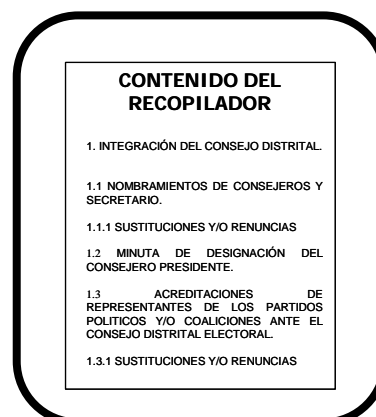 CONTENIDO DEL
RECOPILADOR
1. INTEGRACIÓN DEL CONSEJO DISTRITAL.
1.1 NOMBRAMIENTOS DE CONSEJEROS Y
SECRETARIO.
1.1.1 SUSTITUCIONES Y/O RENUNCIAS
1.2 MINUTA DE DESIGNACIÓN DEL
CONSEJERO PRESIDENTE.
1.3 ACREDITACIONES DE
REPRESENTANTES DE LOS PARTIDOS
POLITICOS Y/O COALICIONES ANTE EL
CONSEJO DISTRITAL ELECTORAL.
1.3.1 SUSTITUCIONES Y/O RENUNCIAS